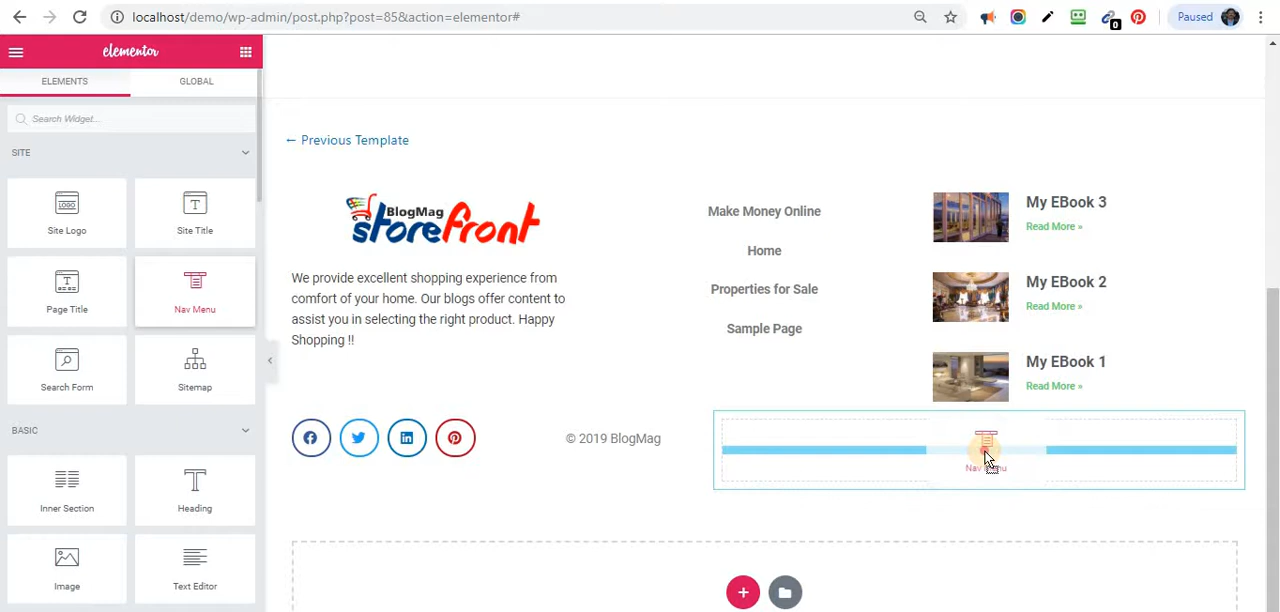 localhost/demo/wp-admin/post.php?post=85&action=elementor#
0
Paused
elementor
ELEMENTS
GLOBAL
Search Widget...
SITE
LOGO
Site Logo
T
Site Title
T
Page Title
Nav Menu
Search Form
Sitemap
BASIC
Inner Section
T
Heading
Image
Text Editor
← Previous Template
BlogMag
storefront
We provide excellent shopping experience from
comfort of your home. Our blogs offer content to
assist you in selecting the right product. Happy
Shopping !!
Make Money Online
Home
Properties for Sale
Sample Page
My EBook 3
Read More »
My EBook 2
Read More »
My EBook 1
Read More »
© 2019 BlogMag
Nav Menu